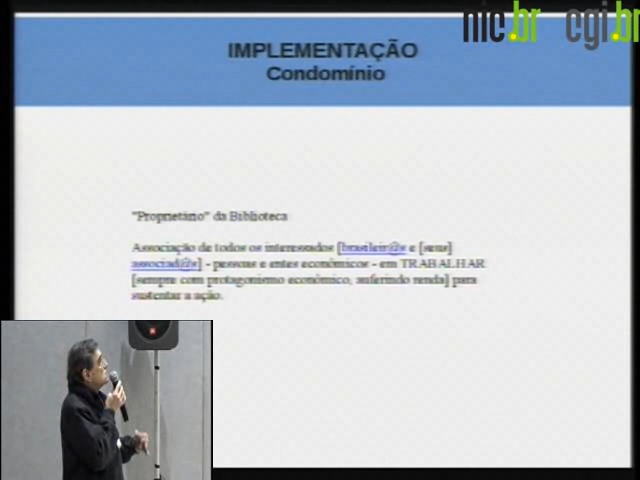 nic.br cgi.br
IMPLEMENTAÇÃO
Condomínio
"Proprietário" da Biblioteca
Associação de todos os interessados [brasileir@s e [seus]
associad@s] - pessoas e entes econômicos - em TRABALHAR
[sempre com protagonismo econômico, auferindo renda] para
sustentar a ação.